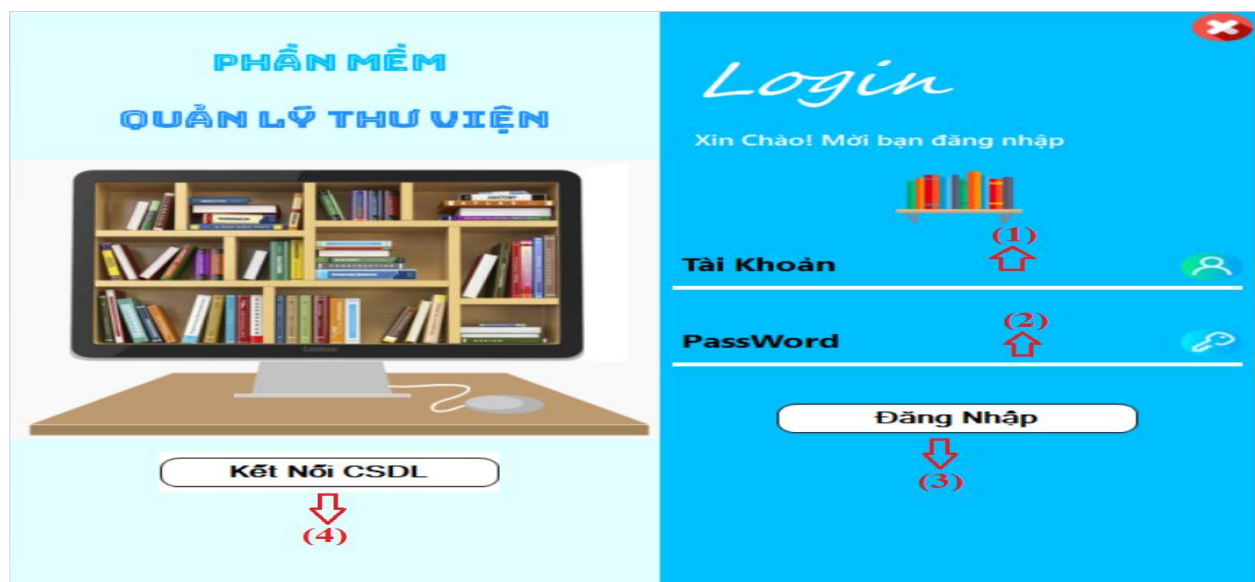 PHẦN MỀM
QUẢN LÝ THƯ VIỆN
Kết Nối CSDL
(4)
Login
Xin Chào! Mời bạn đăng nhập
(1)
Tài Khoản
(2)
PassWord
Đăng Nhập
(3)